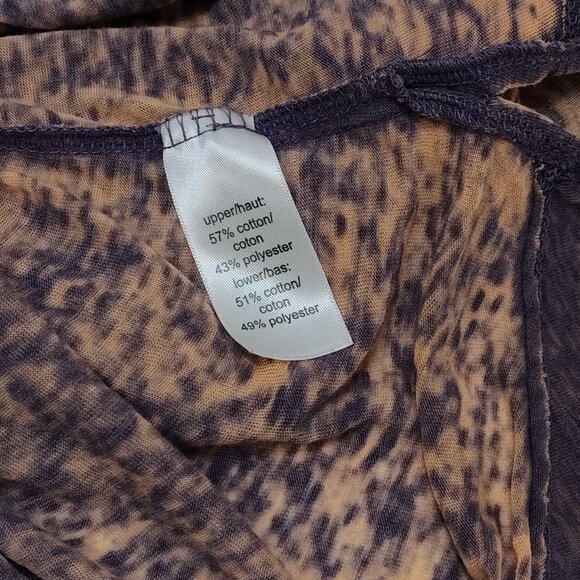 upper/haut:
57% cotton/
coton
43% polyester
lower/bas:
51% cotton/
coton
49% polyester